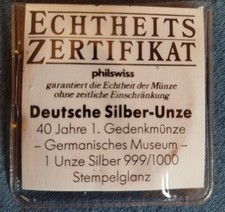 ECHTHEITS
ZERTIFIKAT
philswiss
garantiert die Echtheit der Münze
ohne zeitliche Einschränkung
Deutsche Silber-Unze
40 Jahre 1. Gedenkmünze
– Germanisches Museum –
1 Unze Silber 999/1000
Stempelglanz